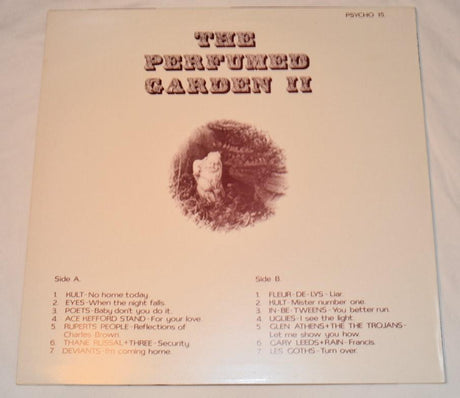 PSYCHO 15.
THE
PERFUMED
GARDEN II
Side A.
1. KULT-No home today.
2. EYES-When the night falls
3. POETS-Baby don't you do it.
4. ACE KEFFORD STAND-For your love.
5. RUPERTS PEOPLE-Reflections of
Charles Brown.
6. THANE RUSSAL+THREE-Security.
7 DEVIANTS-I'm coming home.
Side B.
1. FLEUR-DE-LYS-Liar.
2. KULT-Mister number one.
3. IN-BE-TWEENS-You better run.
4. UGLIES-I see the light.
5 GLEN ATHENS+THE THE TROJANS-
Let me show you how.
6 GARY LEEDS+RAIN-Francis.
7 LES GOTHS-Turn over.